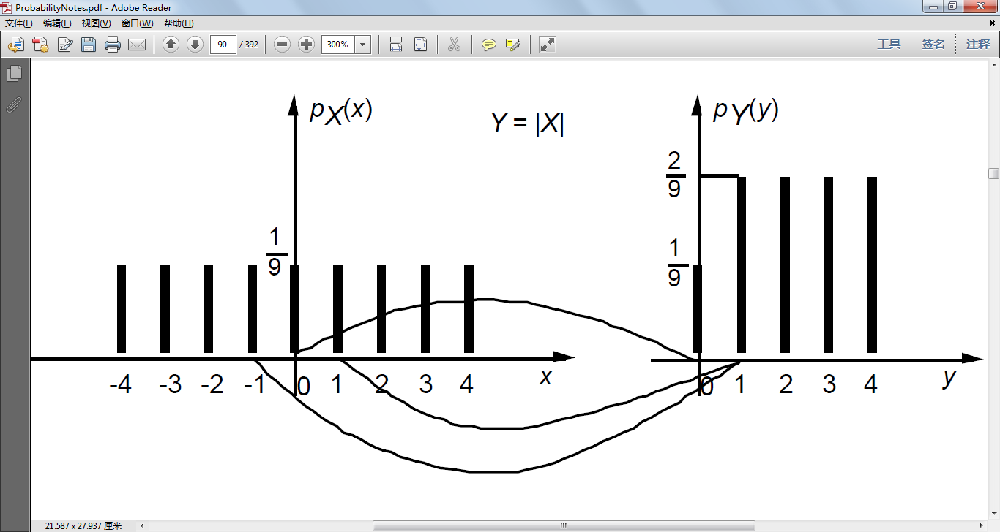 ProbabilityNotes.pdf - Adobe Reader
文件(F) 编辑(E) 视图(V) 窗口(W) 帮助(H)
90 / 392 300% 工具 签名 注释
pX(x) Y = |X| pY(y)
2
9
1
9
1
9
-4 -3 -2 -1 0 1 2 3 4 x 0 1 2 3 4 y
21.587 x 27.937 厘米